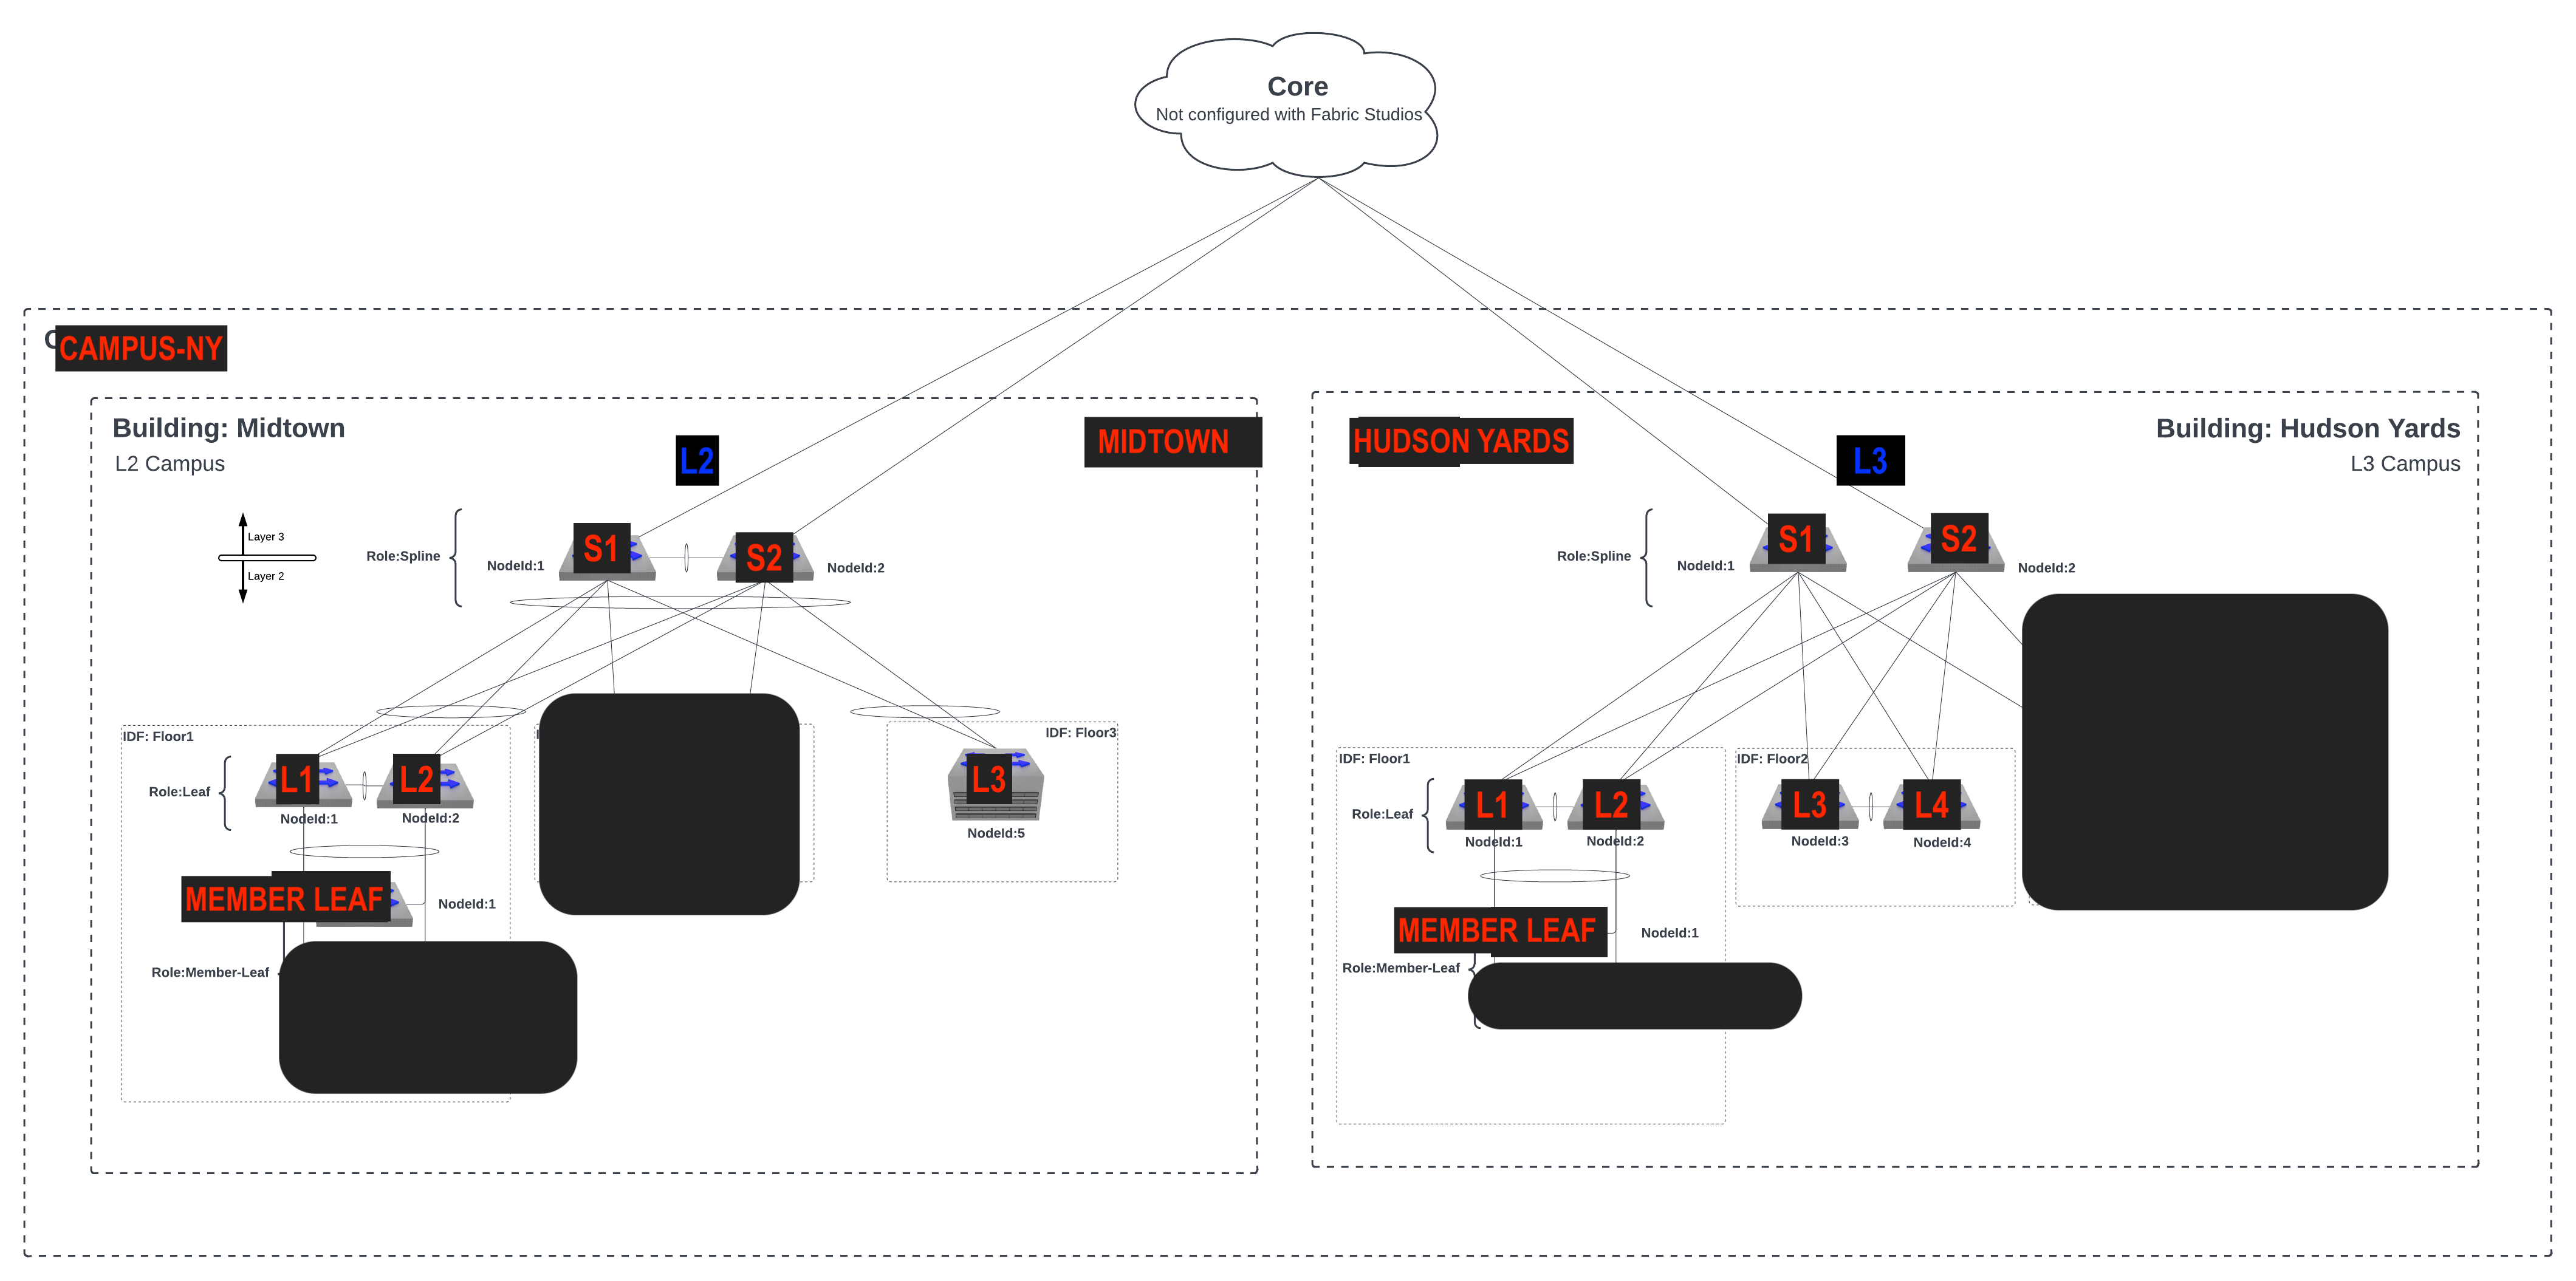 Core
Not configured with Fabric Studios
CAMPUS-NY
Building: Midtown
L2 Campus
MIDTOWN
L2
Layer 3
Layer 2
Role:Spline
NodeId:1
S1
S2
NodeId:2
IDF: Floor1
Role:Leaf
L1
L2
NodeId:1
NodeId:2
MEMBER LEAF
NodeId:1
Role:Member-Leaf
IDF: Floor3
L3
NodeId:5
HUDSON YARDS
Building: Hudson Yards
L3 Campus
L3
Role:Spline
NodeId:1
S1
S2
NodeId:2
IDF: Floor1
Role:Leaf
L1
L2
NodeId:1
NodeId:2
MEMBER LEAF
NodeId:1
Role:Member-Leaf
IDF: Floor2
L3
L4
NodeId:3
NodeId:4